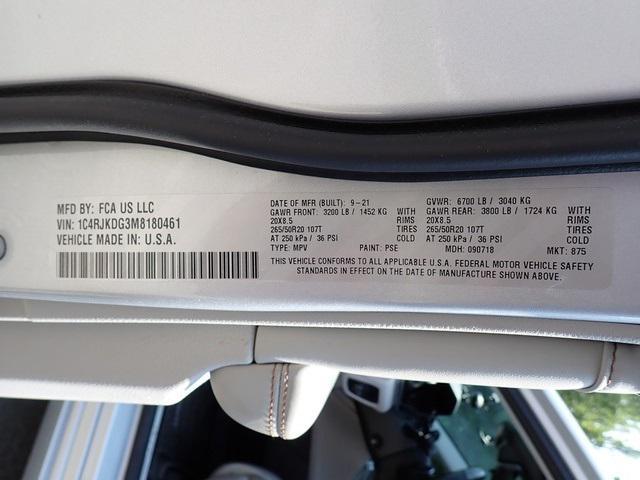 MFD BY: FCA US LLC
VIN: 1C4RJKDG3M8180461
VEHICLE MADE IN: U.S.A.
DATE OF MFR (BUILT): 9-21 GVWR: 6700 LB / 3040 KG
GAWR FRONT: 3200 LB / 1452 KG WITH GAWR REAR: 3800 LB / 1724 KG WITH
20X8.5 RIMS 20X8.5 RIMS
265/50R20 107T TIRES 265/50R20 107T TIRES
AT 250 kPa / 36 PSI COLD AT 250 kPa / 36 PSI COLD
TYPE: MPV PAINT: PSE MDH: 090718 MKT: 875
THIS VEHICLE CONFORMS TO ALL APPLICABLE U.S.A. FEDERAL MOTOR VEHICLE SAFETY
STANDARDS IN EFFECT ON THE DATE OF MANUFACTURE SHOWN ABOVE.